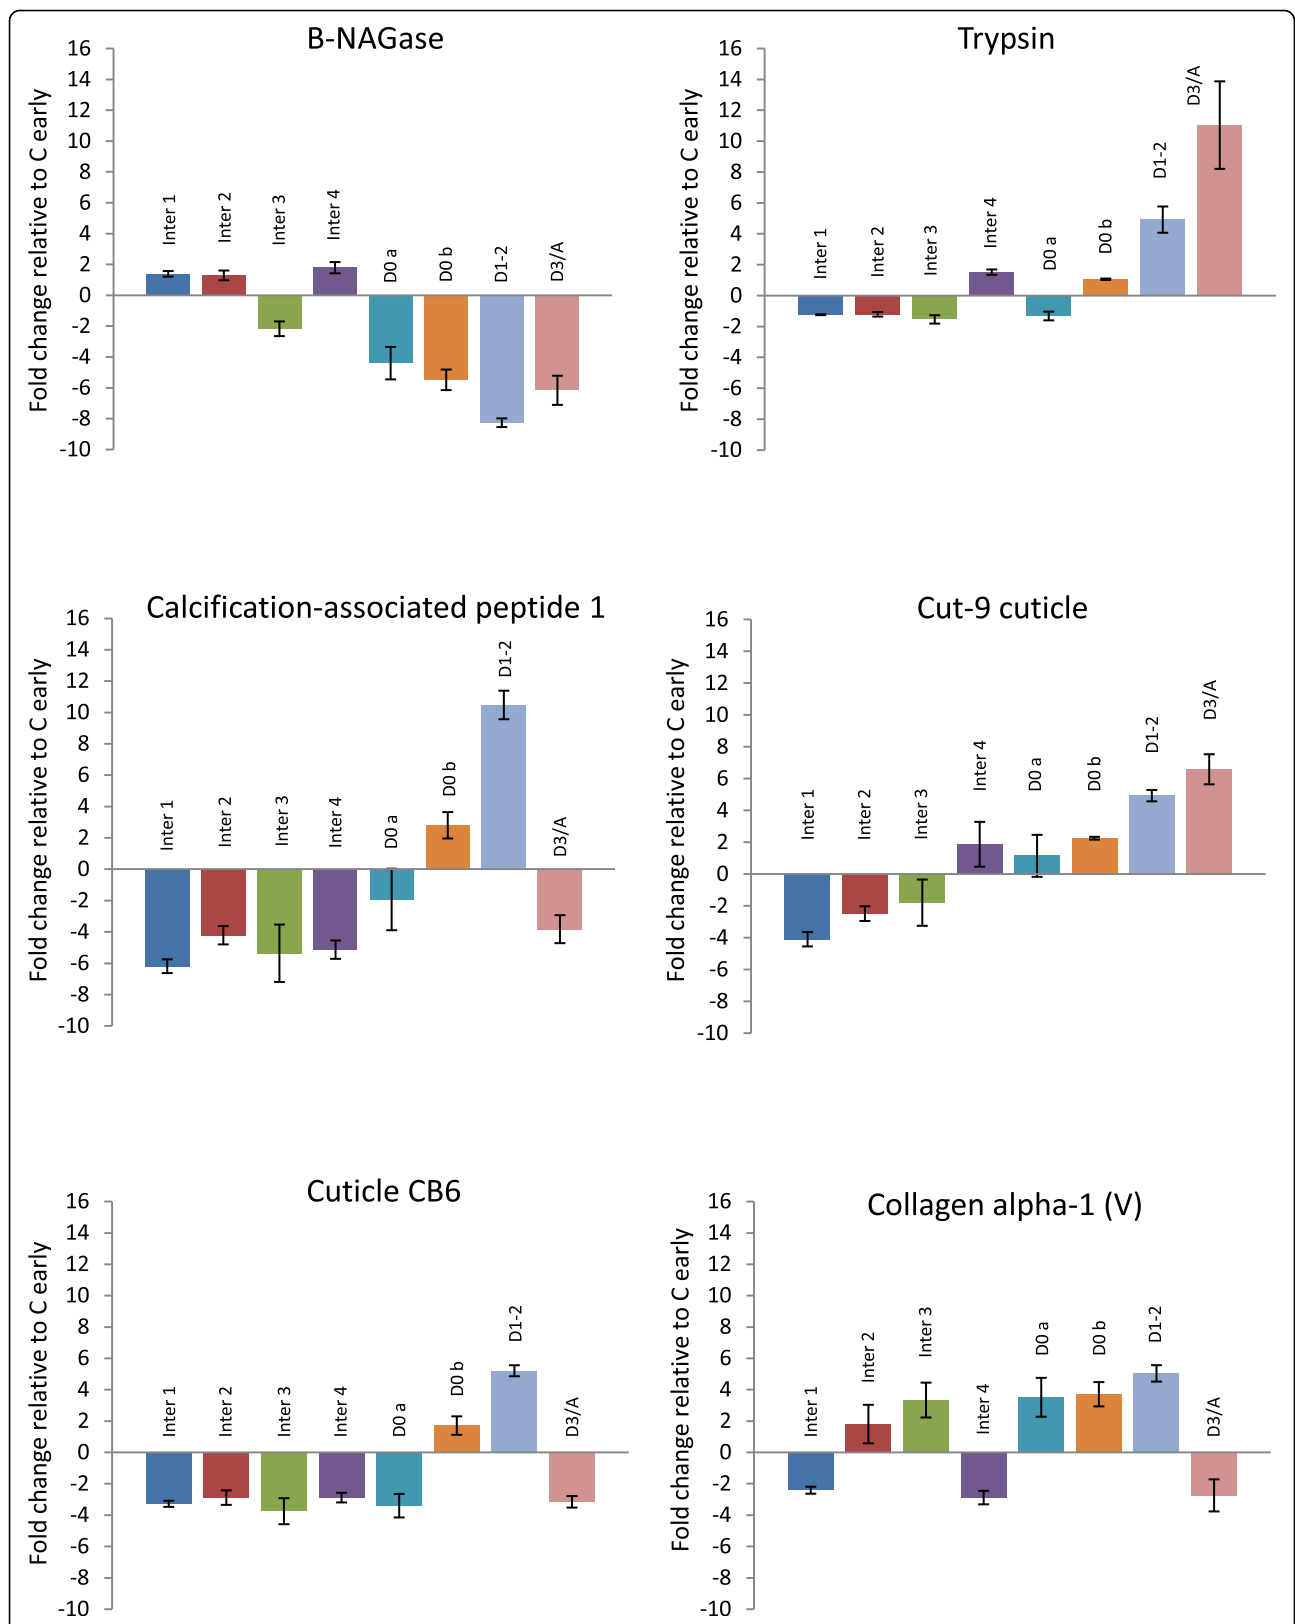 B-NAGase
Fold change relative to C early
16
14
12
10
8
6
4
2
0
-2
-4
-6
-8
-10
Inter 1
Inter 2
Inter 3
Inter 4
D0 a
D0 b
D1-2
D3/A
Trypsin
Fold change relative to C early
16
14
12
10
8
6
4
2
0
-2
-4
-6
-8
-10
Inter 1
Inter 2
Inter 3
Inter 4
D0 a
D0 b
D1-2
D3/A
Calcification-associated peptide 1
Fold change relative to C early
16
14
12
10
8
6
4
2
0
-2
-4
-6
-8
-10
Inter 1
Inter 2
Inter 3
Inter 4
D0 a
D0 b
D1-2
D3/A
Cut-9 cuticle
Fold change relative to C early
16
14
12
10
8
6
4
2
0
-2
-4
-6
-8
-10
Inter 1
Inter 2
Inter 3
Inter 4
D0 a
D0 b
D1-2
D3/A
Cuticle CB6
Fold change relative to C early
16
14
12
10
8
6
4
2
0
-2
-4
-6
-8
-10
Inter 1
Inter 2
Inter 3
Inter 4
D0 a
D0 b
D1-2
D3/A
Collagen alpha-1 (V)
Fold change relative to C early
16
14
12
10
8
6
4
2
0
-2
-4
-6
-8
-10
Inter 1
Inter 2
Inter 3
Inter 4
D0 a
D0 b
D1-2
D3/A